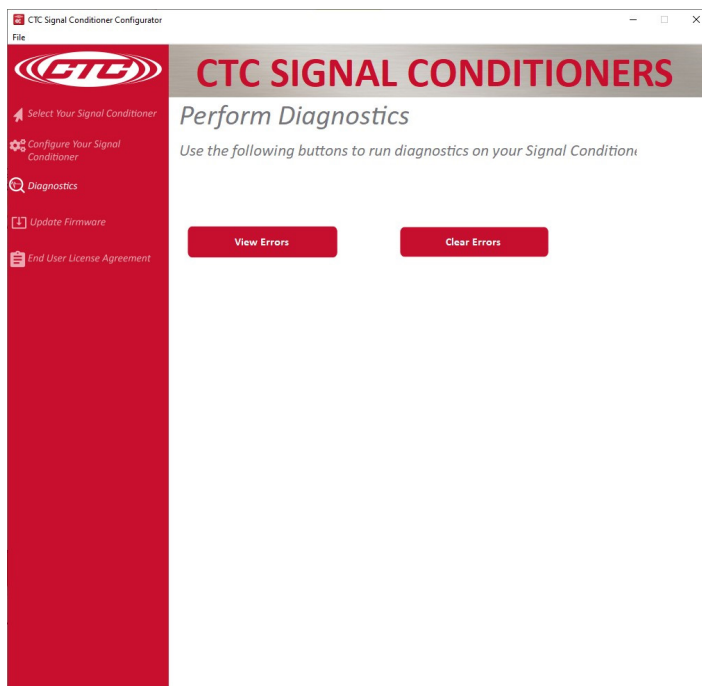 CTC Signal Conditioner Configurator
File
CTC
CTC SIGNAL CONDITIONERS
Select Your Signal Conditioner
Configure Your Signal
Conditioner
Diagnostics
Update Firmware
End User License Agreement
Perform Diagnostics
Use the following buttons to run diagnostics on your Signal Conditione
View Errors
Clear Errors